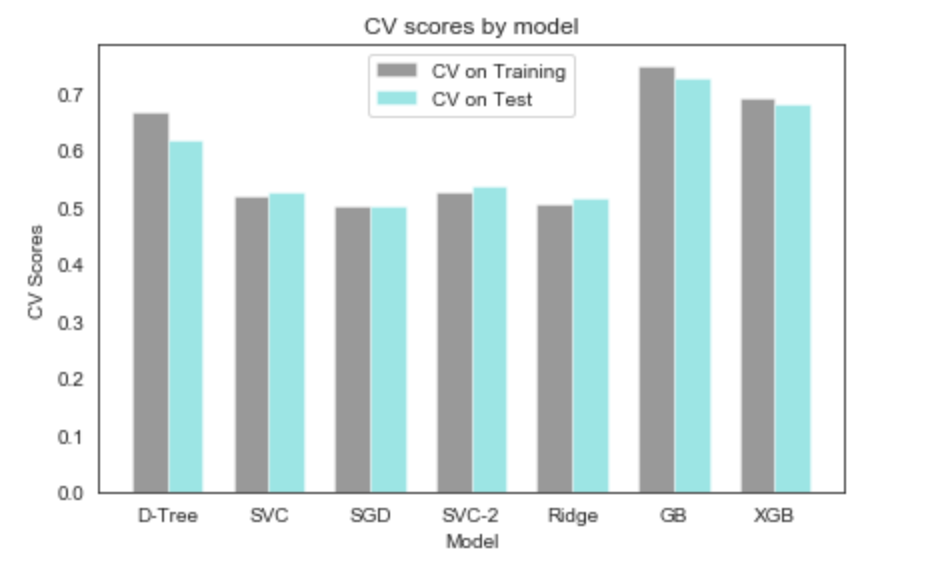 CV scores by model
CV on Training
CV on Test
CV Scores
0.7
0.6
0.5
0.4
0.3
0.2
0.1
0.0
D-Tree SVC SGD SVC-2 Ridge GB XGB
Model